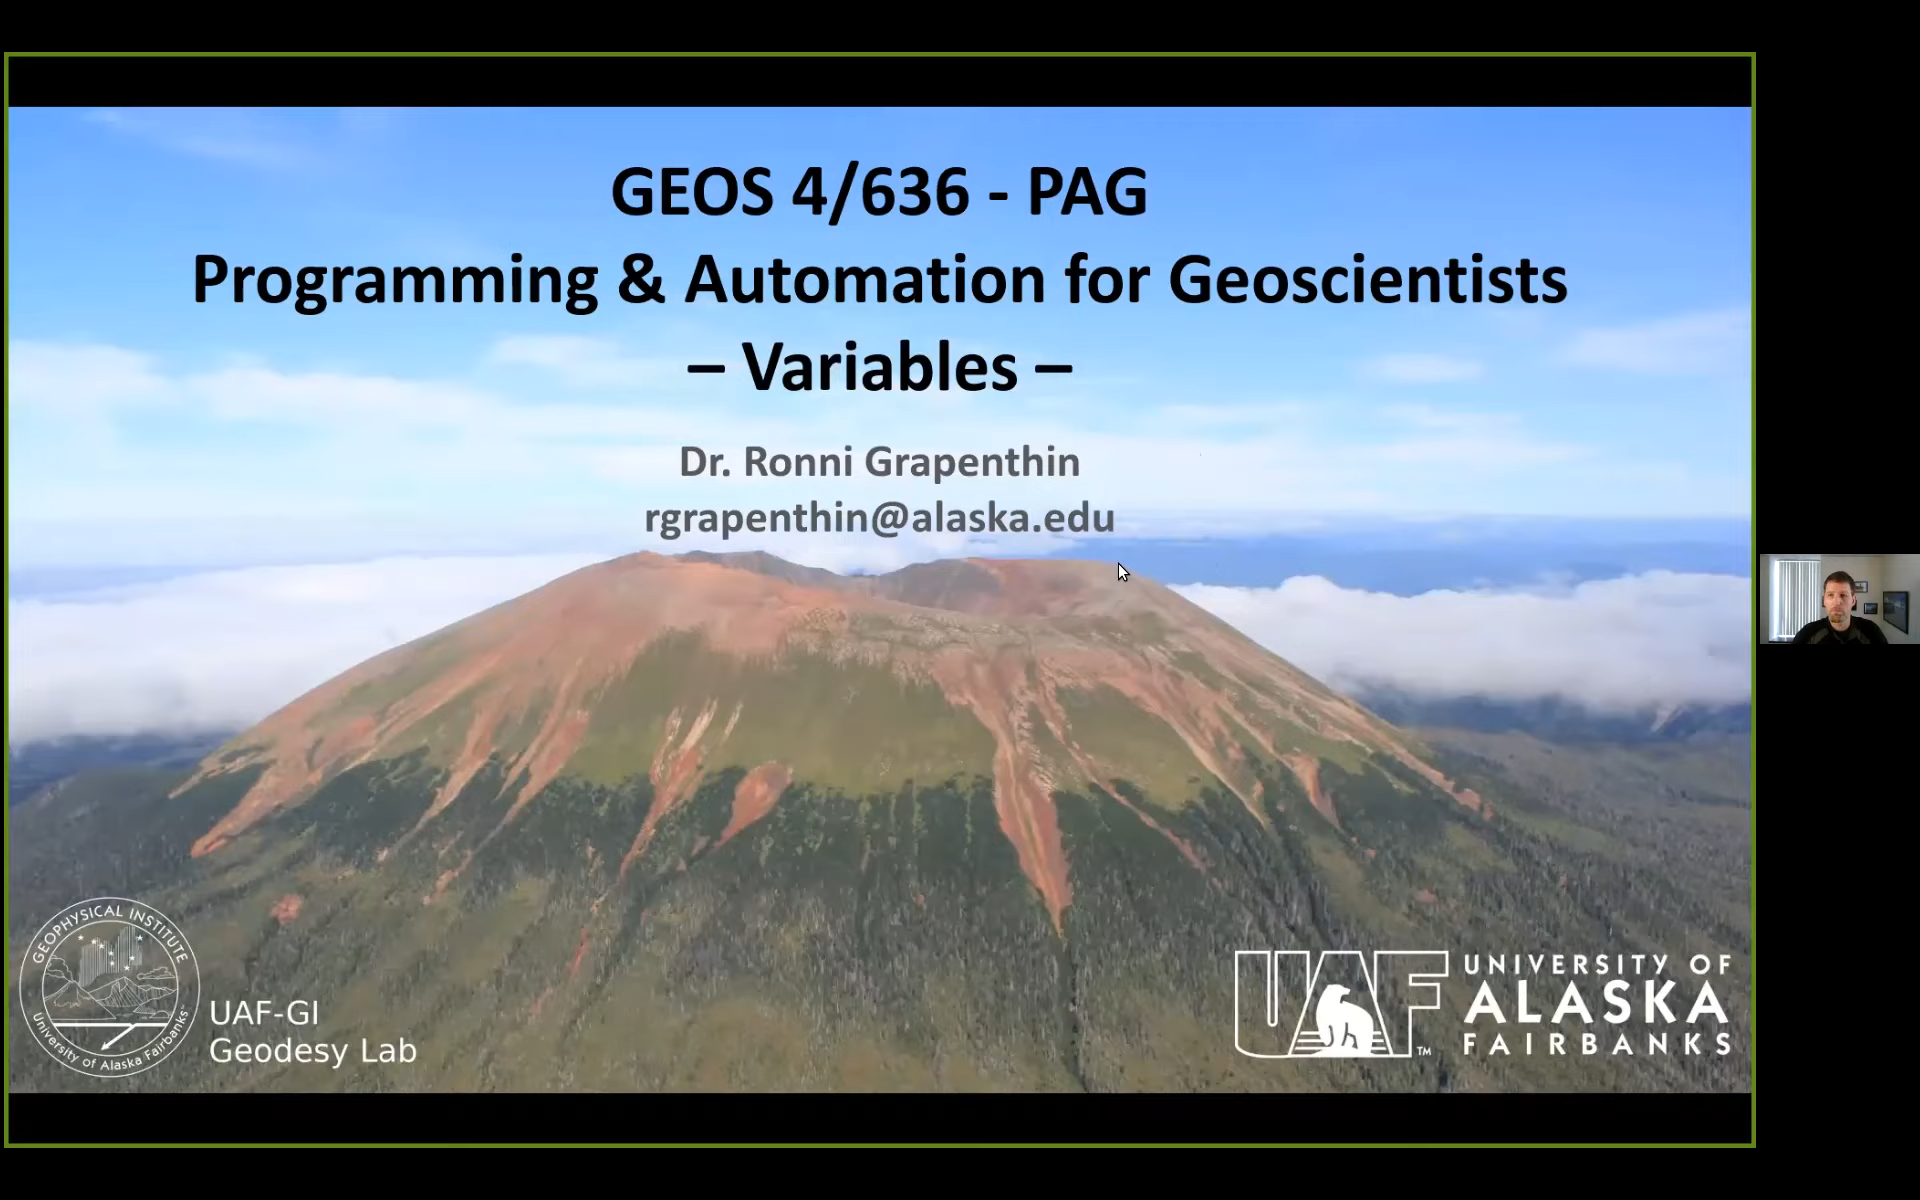 GEOS 4/636 - PAG
Programming & Automation for Geoscientists
– Variables –
Dr. Ronni Grapenthin
rgrapenthin@alaska.edu
GEOPHYSICAL INSTITUTE
University of Alaska Fairbanks
UAF-GI
Geodesy Lab
UAF
TM
UNIVERSITY OF
ALASKA
FAIRBANKS